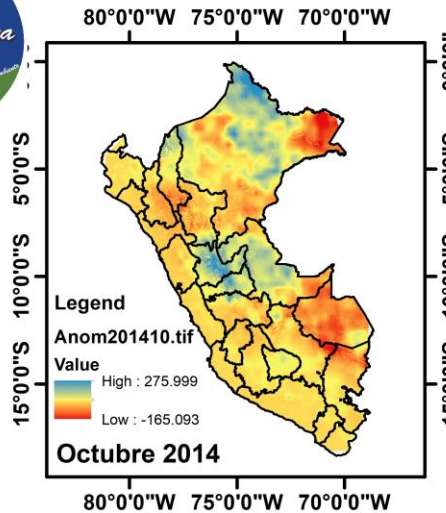 80°0'0"W 75°0'0"W 70°0'0"W
5°0'0"S
10°0'0"S
15°0'0"S
Legend
Anom201410.tif
Value
High : 275.999
Low : -165.093
Octubre 2014
80°0'0"W 75°0'0"W 70°0'0"W